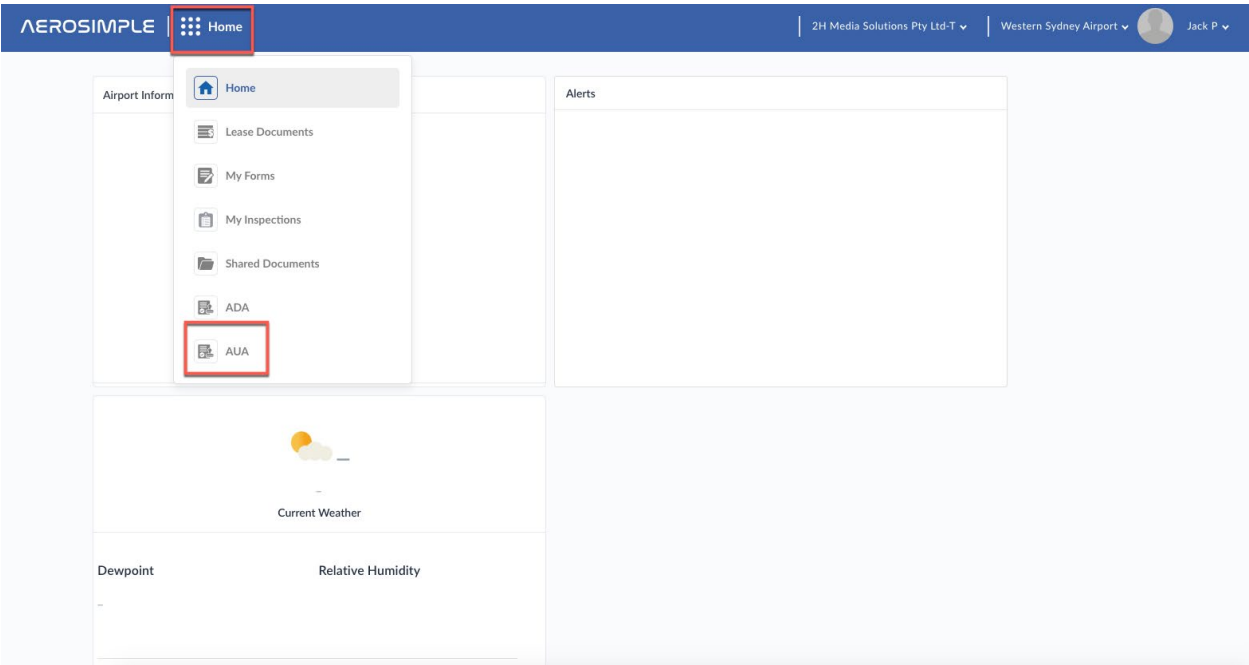 AEROSIMPLE
Home
2H Media Solutions Pty Ltd-T
Western Sydney Airport
Jack P
Airport Inform
Home
Lease Documents
My Forms
My Inspections
Shared Documents
ADA
AUA
Alerts
–
–
Current Weather
Dewpoint
Relative Humidity
–